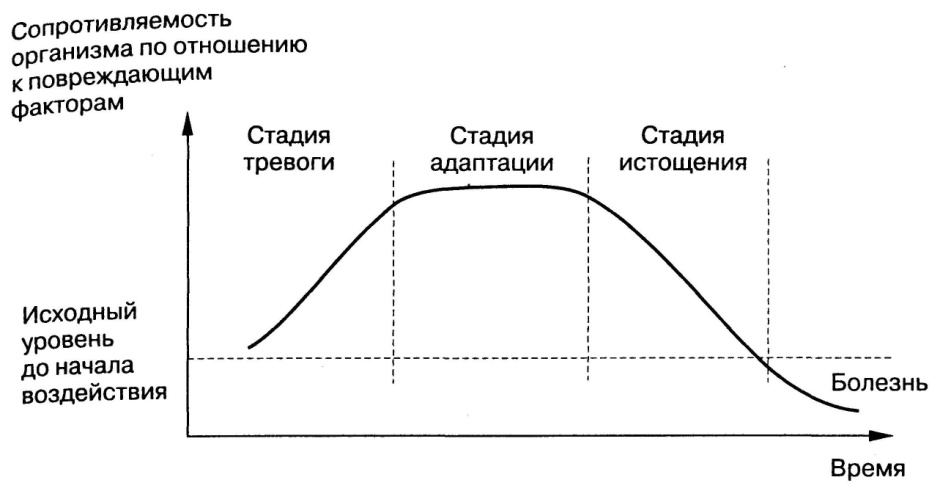 Сопротивляемость
организма по отношению
к повреждающим
факторам
Стадия
тревоги
Стадия
адаптации
Стадия
истощения
Исходный
уровень
до начала
воздействия
Болезнь
Время